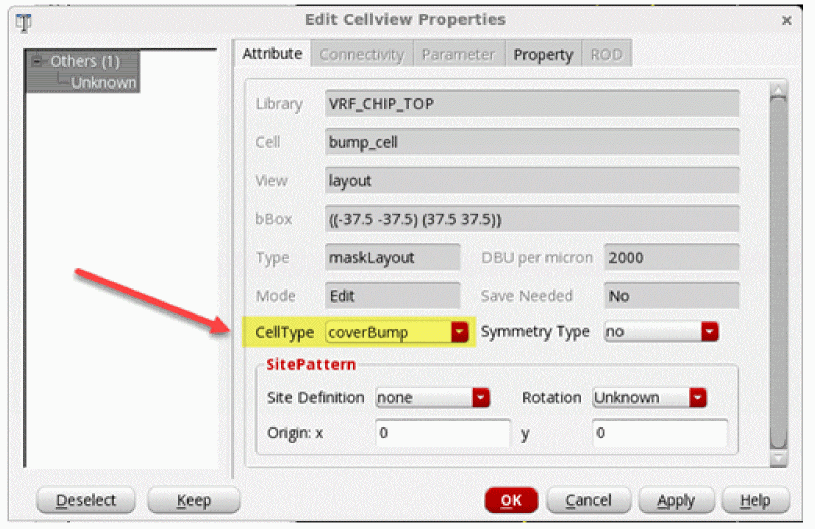 Edit Cellview Properties
Others (1)
Unknown
Attribute Connectivity Parameter Property ROD
Library VRF_CHIP_TOP
Cell bump_cell
View layout
bBox ((-37.5 -37.5) (37.5 37.5))
Type maskLayout DBU per micron 2000
Mode Edit Save Needed No
CellType coverBump Symmetry Type no
SitePattern
Site Definition none Rotation Unknown
Origin: x 0 y 0
Deselect Keep OK Cancel Apply Help